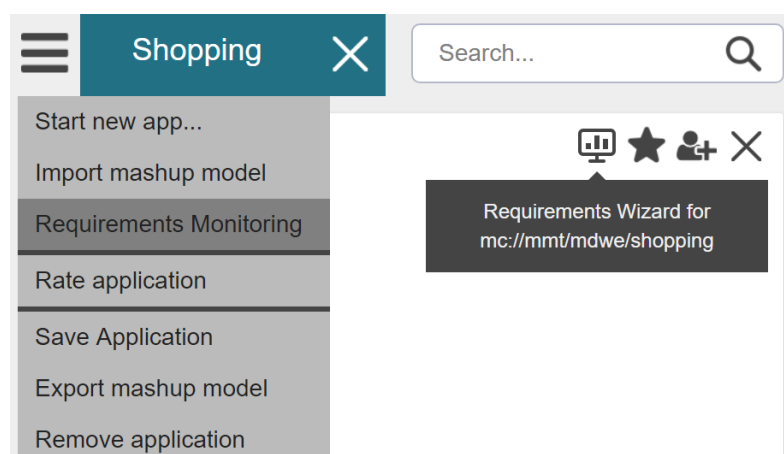 Shopping
Search...
Start new app...
Import mashup model
Requirements Monitoring
Rate application
Save Application
Export mashup model
Remove application
Requirements Wizard for
mc://mmt/mdwe/shopping